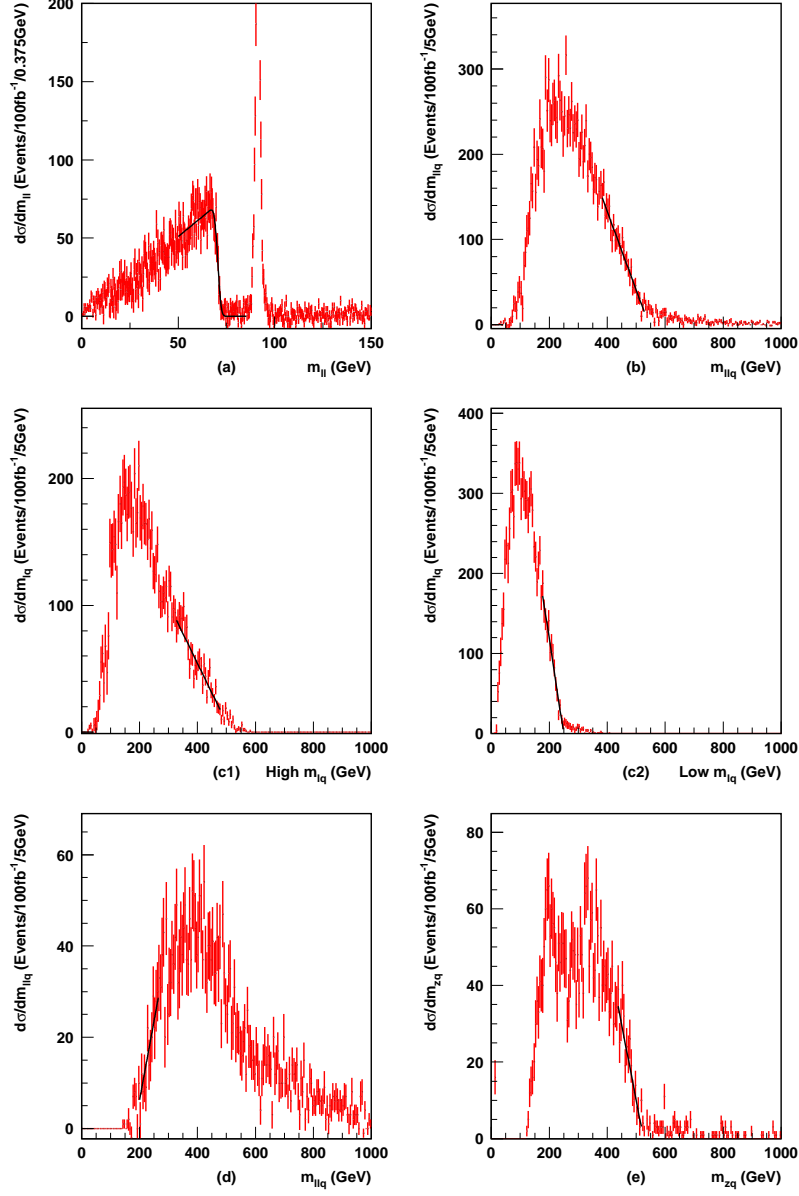 dσ/dm_ll (Events/100fb⁻¹/0.375GeV)
200
150
100
50
0
0 50 100 150
(a) m_ll (GeV)
dσ/dm_llq (Events/100fb⁻¹/5GeV)
300
200
100
0
0 200 400 600 800 1000
(b) m_llq (GeV)
dσ/dm_lq (Events/100fb⁻¹/5GeV)
200
100
0
0 200 400 600 800 1000
(c1) High m_lq (GeV)
dσ/dm_lq (Events/100fb⁻¹/5GeV)
400
300
200
100
0
0 200 400 600 800 1000
(c2) Low m_lq (GeV)
dσ/dm_llq (Events/100fb⁻¹/5GeV)
60
40
20
0
0 200 400 600 800 1000
(d) m_llq (GeV)
dσ/dm_zq (Events/100fb⁻¹/5GeV)
80
60
40
20
0
0 200 400 600 800 1000
(e) m_zq (GeV)